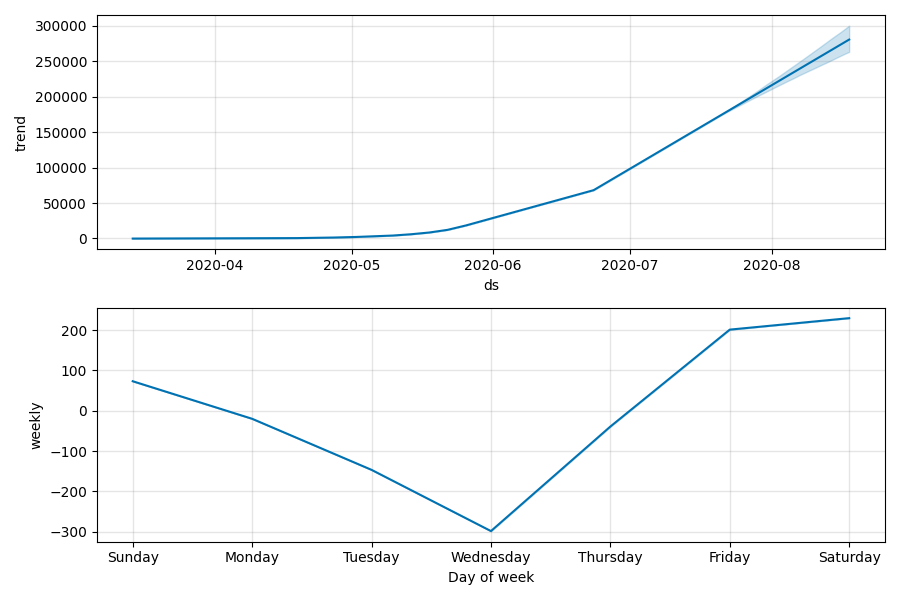 300000
250000
200000
150000
100000
50000
0
trend
2020-04 2020-05 2020-06 2020-07 2020-08
ds
200
100
0
−100
−200
−300
weekly
Sunday Monday Tuesday Wednesday Thursday Friday Saturday
Day of week